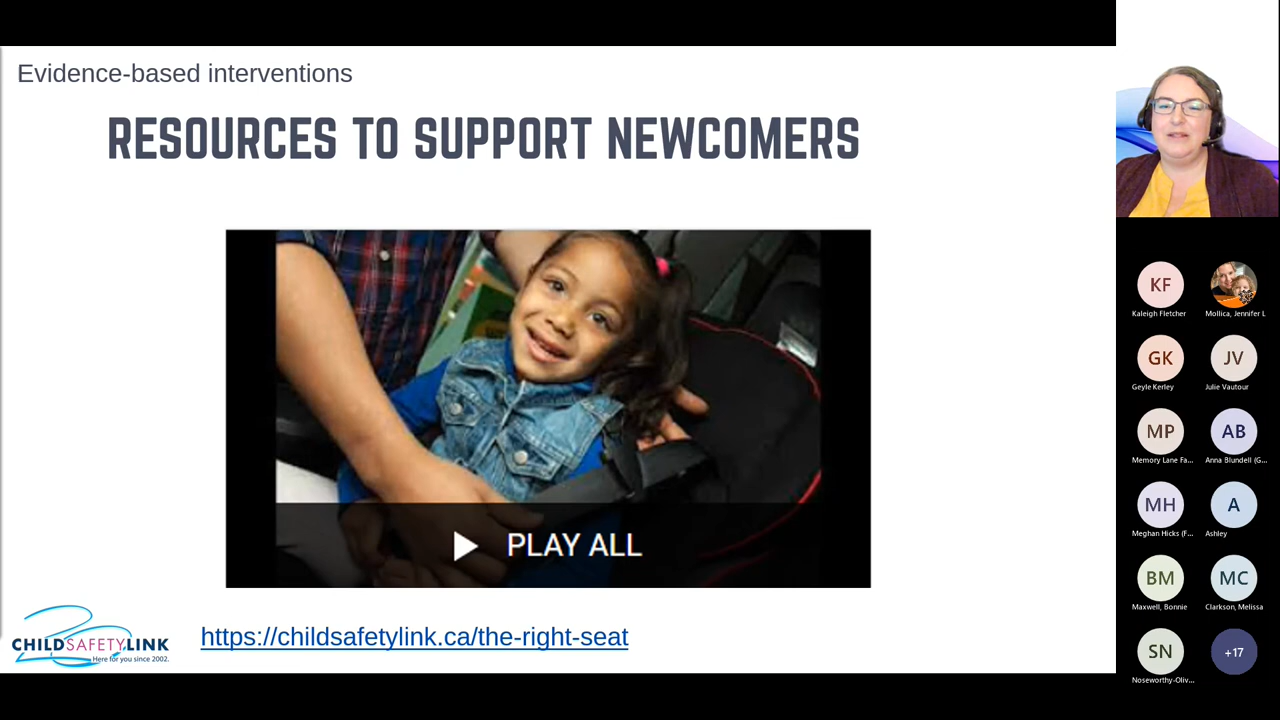 Evidence-based interventions
RESOURCES TO SUPPORT NEWCOMERS
PLAY ALL
CHILDSAFETYLINK
Here for you since 2002.
https://childsafetylink.ca/the-right-seat
KF
Kaleigh Fletcher
Mollica, Jennifer L
GK
JV
Geyle Kerley
Julie Vautour
MP
AB
Memory Lane Fa...
Anna Blundell (G...
MH
A
Meghan Hicks (F...
Ashley
BM
MC
Maxwell, Bonnie
Clarkson, Melissa
SN
+17
Noseworthy-Oliv...